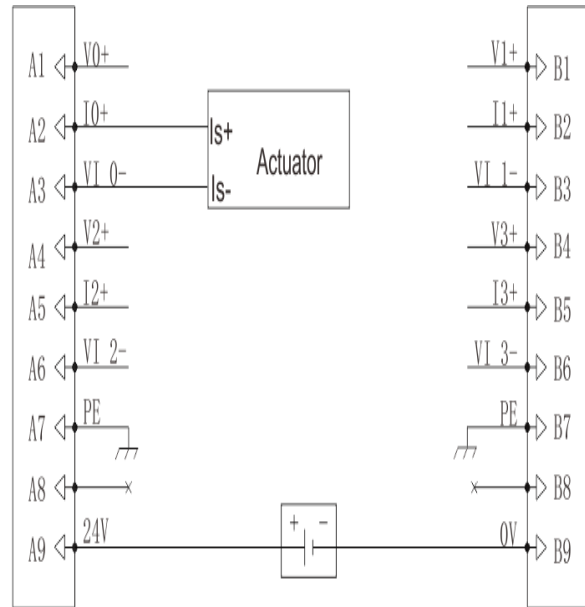 A1 V0+ V1+ B1
A2 I0+ I1+ B2
Is+
Actuator
A3 VI 0- Is- VI 1- B3
A4 V2+ V3+ B4
A5 I2+ I3+ B5
A6 VI 2- VI 3- B6
A7 PE PE B7
A8 B8
A9 24V + - 0V B9